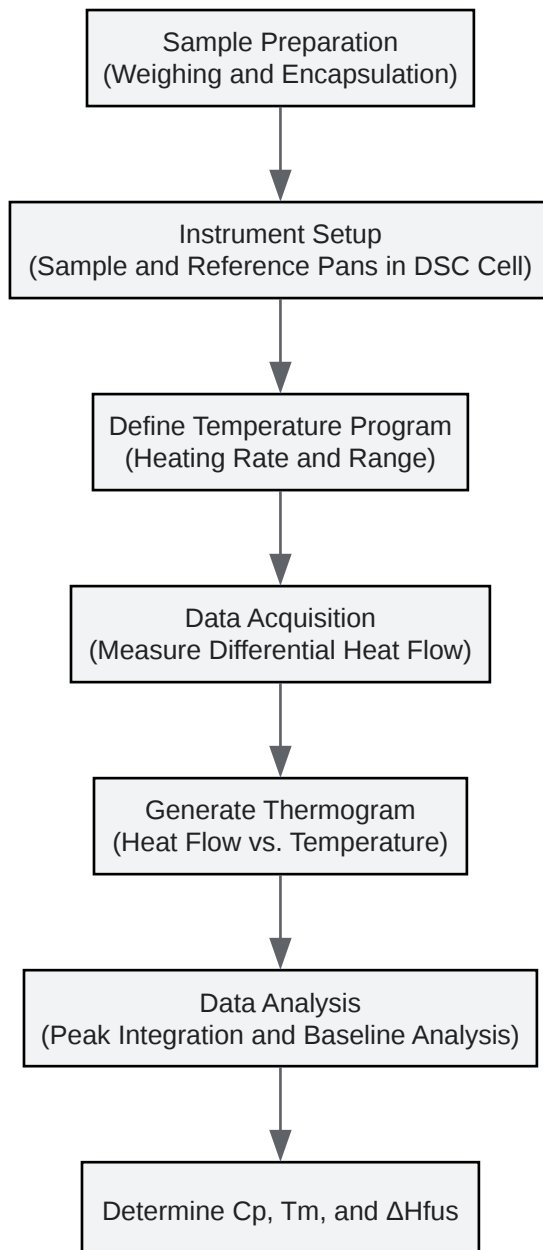 Sample Preparation
(Weighing and Encapsulation)
Instrument Setup
(Sample and Reference Pans in DSC Cell)
Define Temperature Program
(Heating Rate and Range)
Data Acquisition
(Measure Differential Heat Flow)
Generate Thermogram
(Heat Flow vs. Temperature)
Data Analysis
(Peak Integration and Baseline Analysis)
Determine Cp, Tm, and ΔHfus